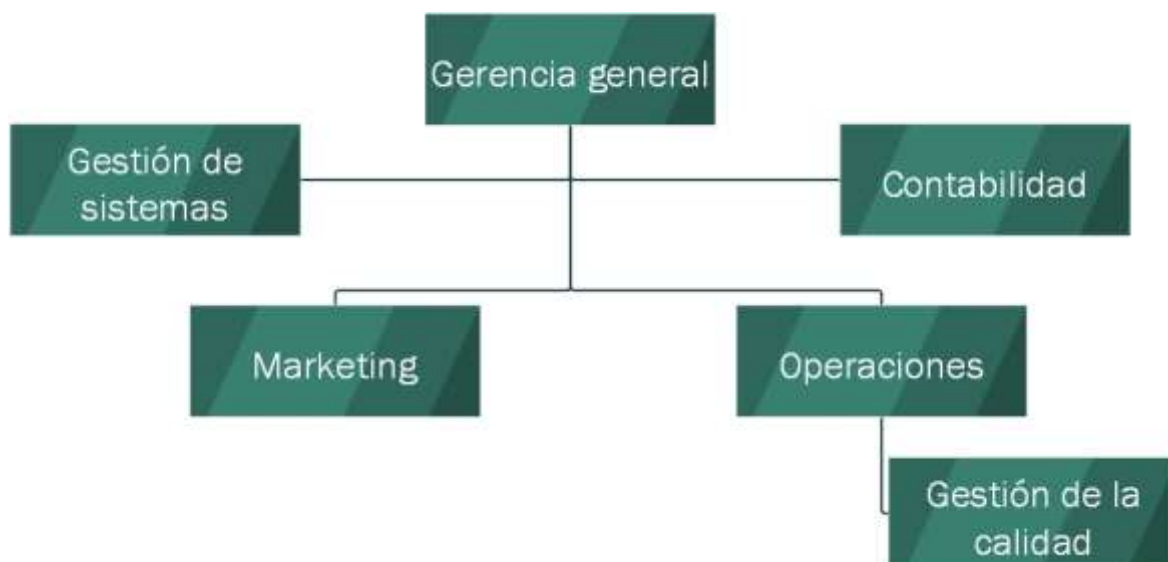 Gerencia general
Gestión de
sistemas
Contabilidad
Marketing
Operaciones
Gestión de la
calidad